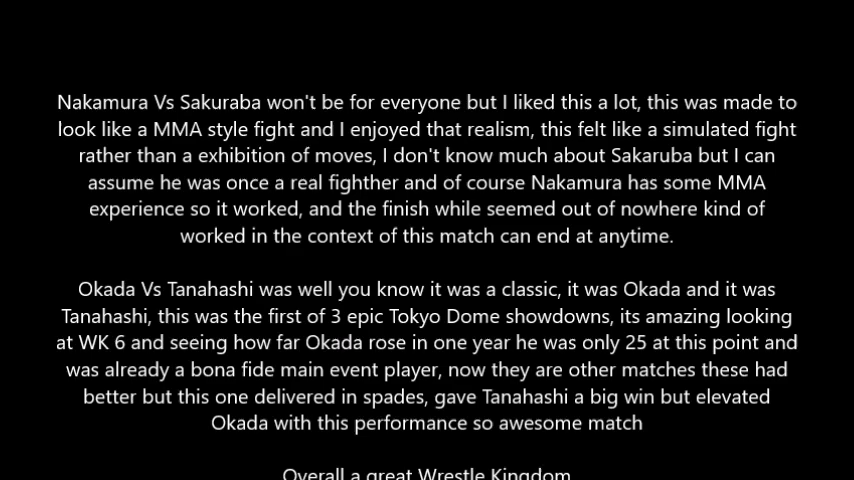 Nakamura Vs Sakuraba won't be for everyone but I liked this a lot, this was made to
look like a MMA style fight and I enjoyed that realism, this felt like a simulated fight
rather than a exhibition of moves, I don't know much about Sakaruba but I can
assume he was once a real fighther and of course Nakamura has some MMA
experience so it worked, and the finish while seemed out of nowhere kind of
worked in the context of this match can end at anytime.
Okada Vs Tanahashi was well you know it was a classic, it was Okada and it was
Tanahashi, this was the first of 3 epic Tokyo Dome showdowns, its amazing looking
at WK 6 and seeing how far Okada rose in one year he was only 25 at this point and
was already a bona fide main event player, now they are other matches these had
better but this one delivered in spades, gave Tanahashi a big win but elevated
Okada with this performance so awesome match
Overall a great Wrestle Kingdom